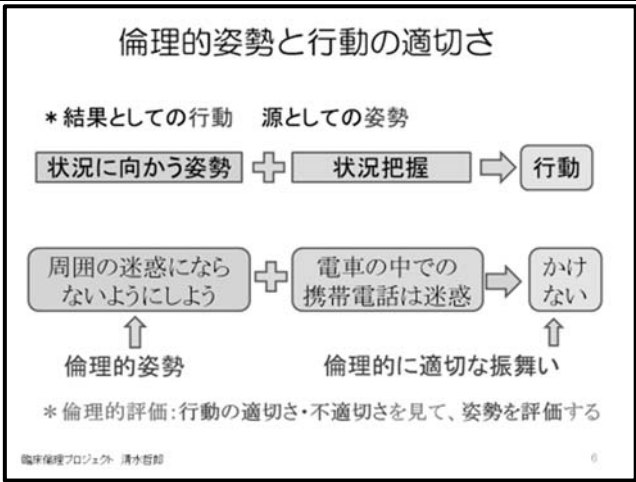 倫理的姿勢と行動の適切さ
*結果としての行動 源としての姿勢
状況に向かう姿勢 状況把握 行動
周囲の迷惑になら
ないようにしよう
電車の中での
携帯電話は迷惑
かけ
ない
倫理的姿勢 倫理的に適切な振舞い
*倫理的評価:行動の適切さ・不適切さを見て、姿勢を評価する
臨床倫理プロジェクト 清水哲郎 6